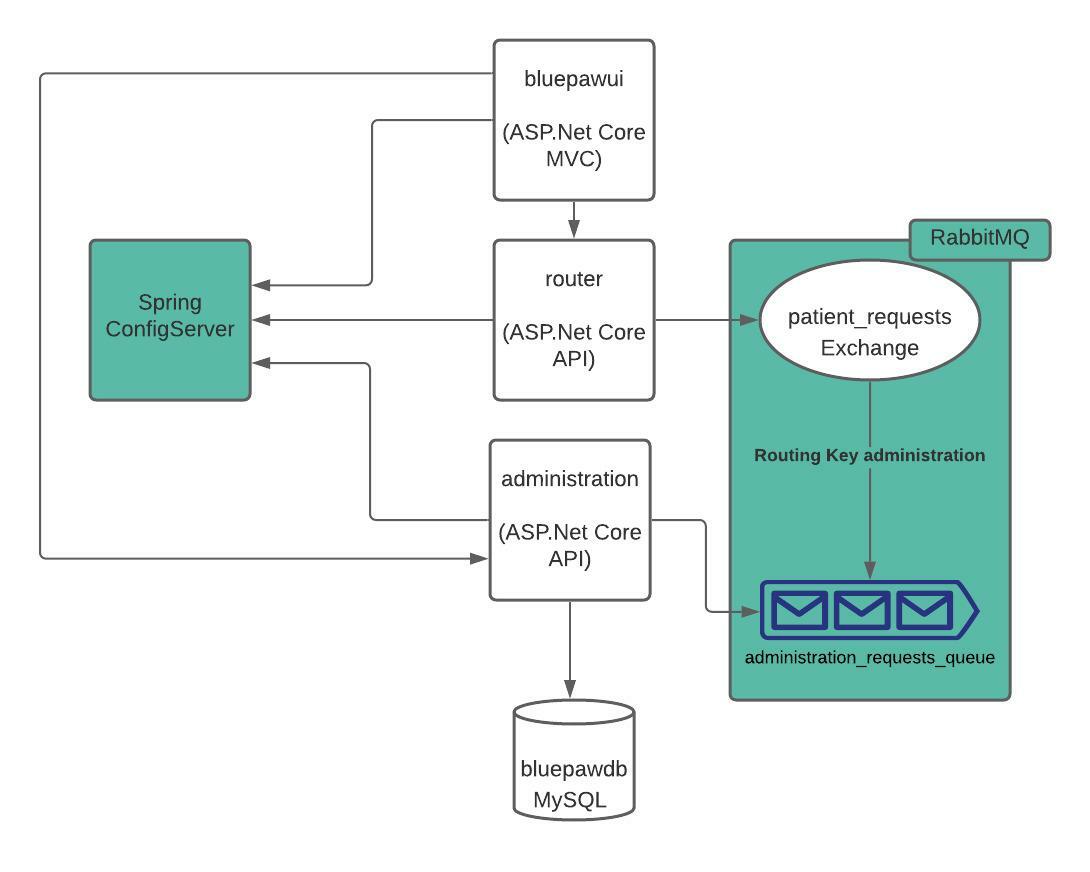 bluepawui
(ASP.Net Core
MVC)
RabbitMQ
router
(ASP.Net Core
API)
Spring
ConfigServer
patient_requests
Exchange
Routing Key administration
administration
(ASP.Net Core
API)
administration_requests_queue
bluepawdb
MySQL